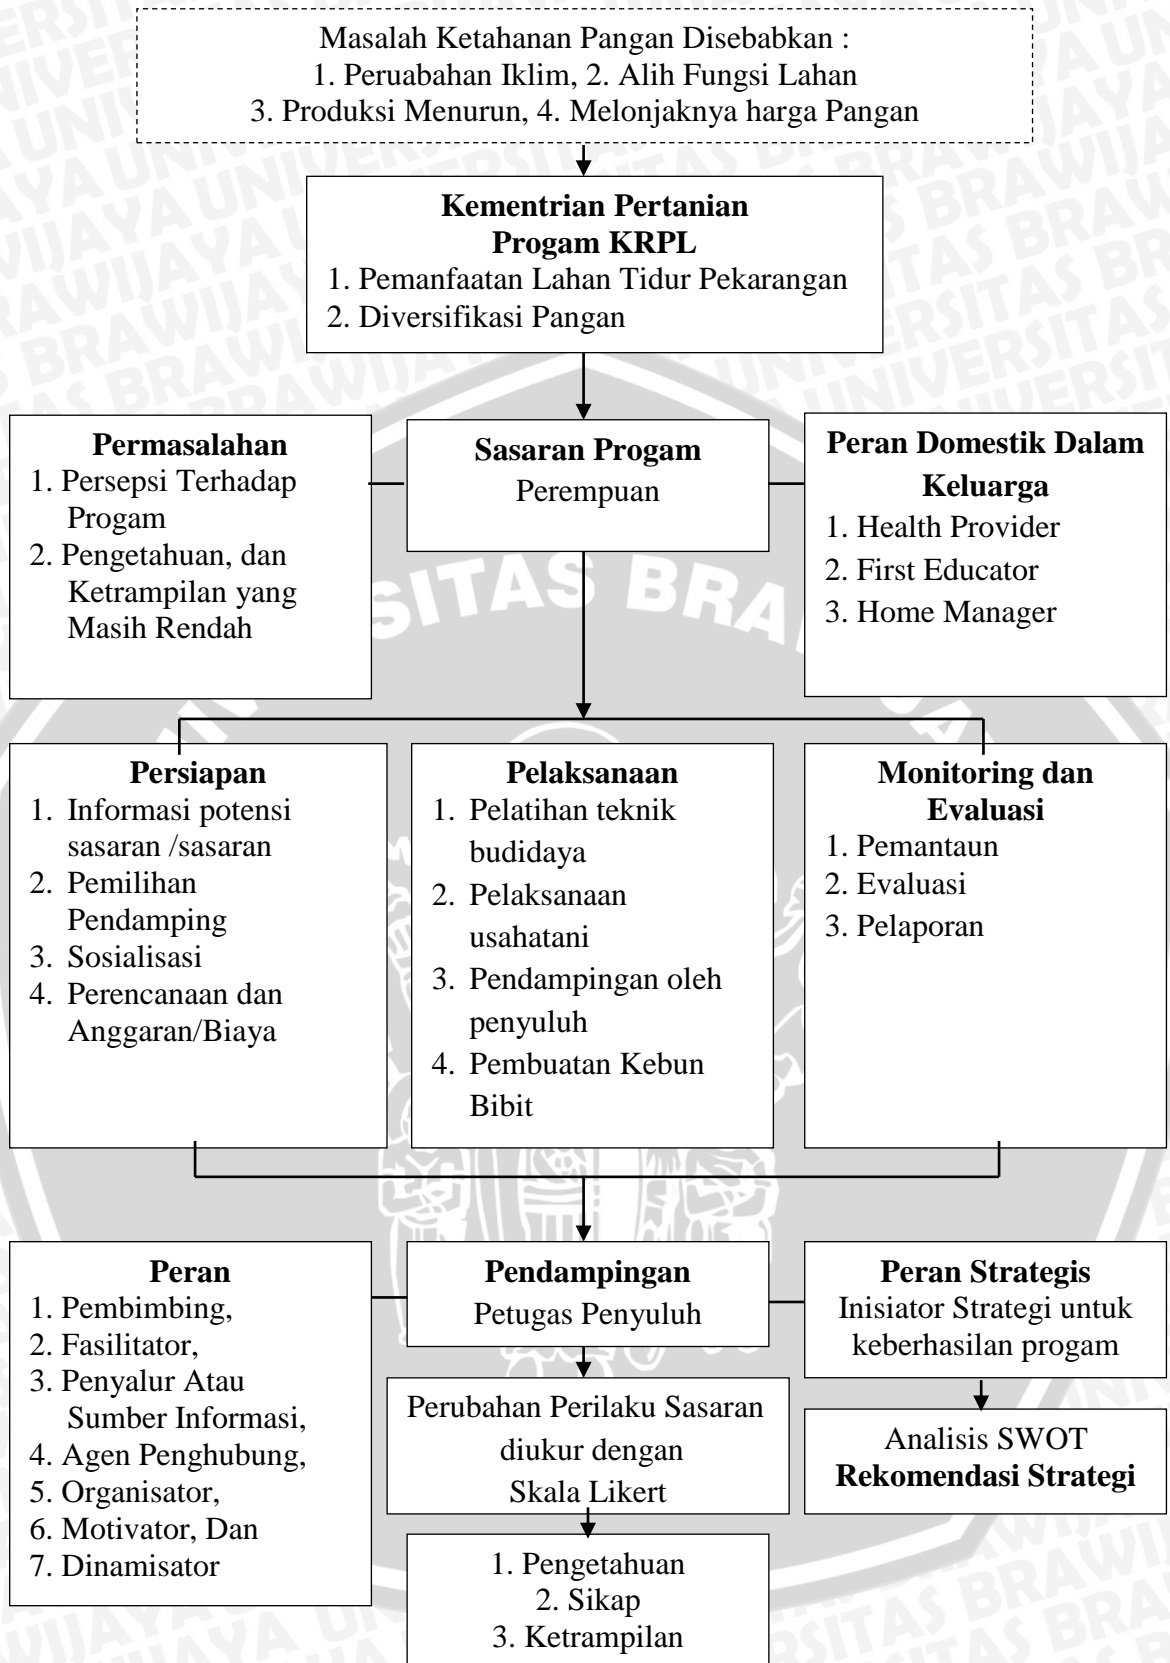 Masalah Ketahanan Pangan Disebabkan :
1. Peruabahan Iklim, 2. Alih Fungsi Lahan
3. Produksi Menurun, 4. Melonjaknya harga Pangan
Kementrian Pertanian
Progam KRPL
1. Pemanfaatan Lahan Tidur Pekarangan
2. Diversifikasi Pangan
Permasalahan
1. Persepsi Terhadap
Progam
2. Pengetahuan, dan
Ketrampilan yang
Masih Rendah
Sasaran Progam
Perempuan
Peran Domestik Dalam
Keluarga
1. Health Provider
2. First Educator
3. Home Manager
SITAS BRA
Persiapan
1. Informasi potensi
sasaran /sasaran
2. Pemilihan
Pendamping
3. Sosialisasi
4. Perencanaan dan
Anggaran/Biaya
Pelaksanaan
1. Pelatihan teknik
budidaya
2. Pelaksanaan
usahatani
3. Pendampingan oleh
penyuluh
4. Pembuatan Kebun
Bibit
Monitoring dan
Evaluasi
1. Pemantaun
2. Evaluasi
3. Pelaporan
Peran
1. Pembimbing,
2. Fasilitator,
3. Penyalur Atau
Sumber Informasi,
4. Agen Penghubung,
5. Organisator,
6. Motivator, Dan
7. Dinamisator
Pendampingan
Petugas Penyuluh
Perubahan Perilaku Sasaran
diukur dengan
Skala Likert
1. Pengetahuan
2. Sikap
3. Ketrampilan
Peran Strategis
Inisiator Strategi untuk
keberhasilan progam
Analisis SWOT
Rekomendasi Strategi